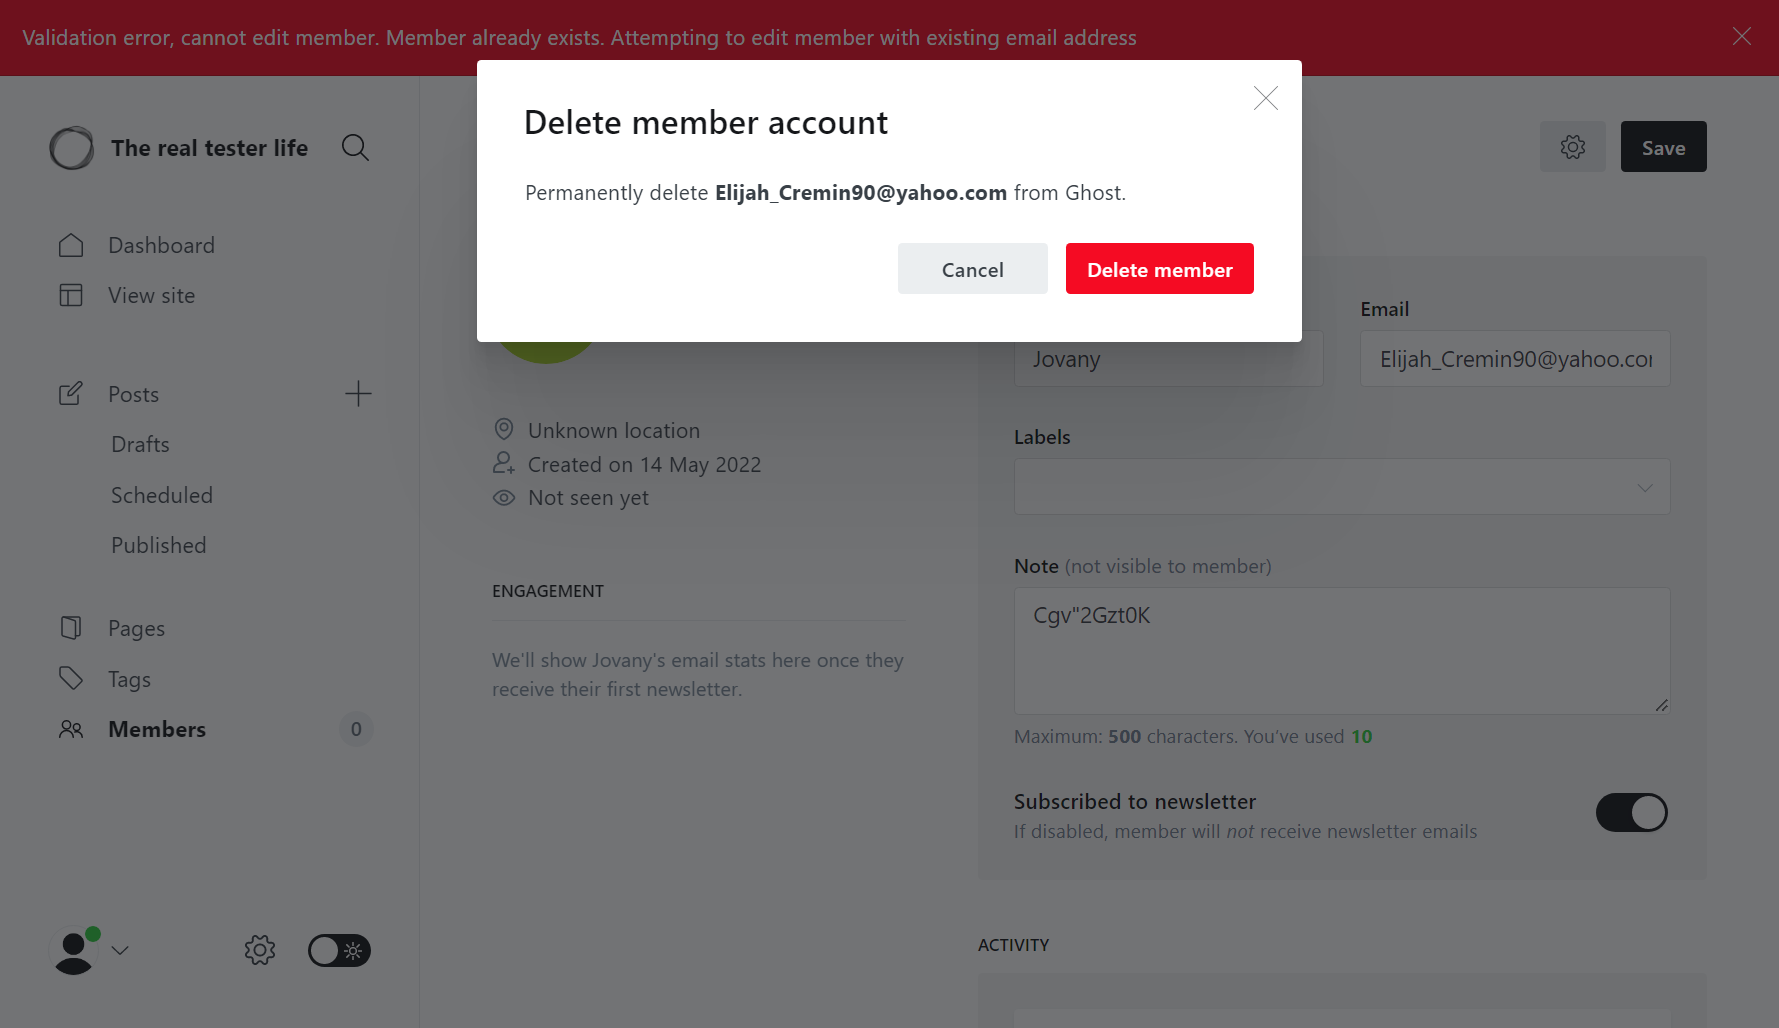 Validation error, cannot edit member. Member already exists. Attempting to edit member with existing email address
Delete member account
Permanently delete Elijah_Cremin90@yahoo.com from Ghost.
Cancel
Delete member
The real tester life
Save
Dashboard
View site
Posts
Drafts
Scheduled
Published
Pages
Tags
Members
0
Unknown location
Created on 14 May 2022
Not seen yet
ENGAGEMENT
We'll show Jovany's email stats here once they
receive their first newsletter.
Jovany
Email
Elijah_Cremin90@yahoo.co
Labels
Note (not visible to member)
Cgv"2Gzt0K
Maximum: 500 characters. You've used 10
Subscribed to newsletter
If disabled, member will not receive newsletter emails
ACTIVITY